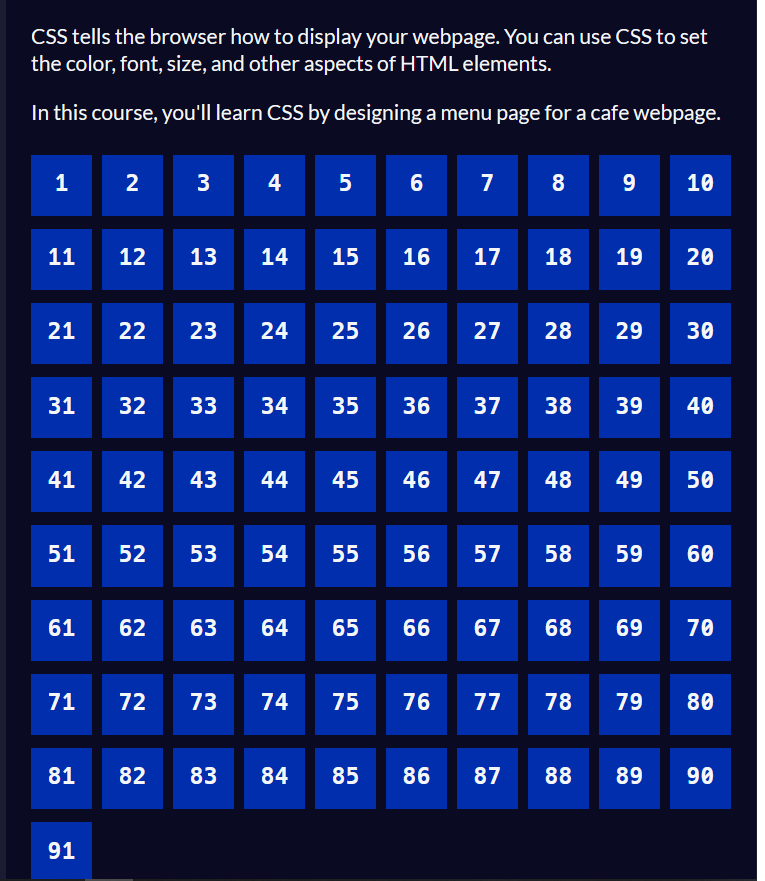 CSS tells the browser how to display your webpage. You can use CSS to set
the color, font, size, and other aspects of HTML elements.
In this course, you'll learn CSS by designing a menu page for a cafe webpage.
1 2 3 4 5 6 7 8 9 10
11 12 13 14 15 16 17 18 19 20
21 22 23 24 25 26 27 28 29 30
31 32 33 34 35 36 37 38 39 40
41 42 43 44 45 46 47 48 49 50
51 52 53 54 55 56 57 58 59 60
61 62 63 64 65 66 67 68 69 70
71 72 73 74 75 76 77 78 79 80
81 82 83 84 85 86 87 88 89 90
91